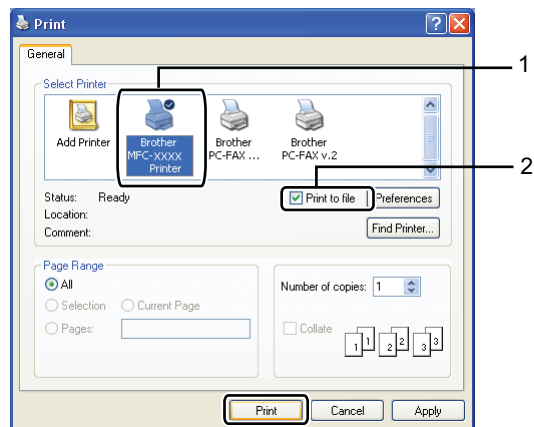 Print
General
1
Select Printer
Add Printer
Brother MFC-XXXX Printer
Brother PC-FAX ...
Brother PC-FAX v.2
2
Status: Ready
Print to file
Preferences
Location:
Comment:
Find Printer...
Page Range
All
Selection
Current Page
Pages:
Number of copies: 1
Collate
1 1 2 2 3 3
Print
Cancel
Apply